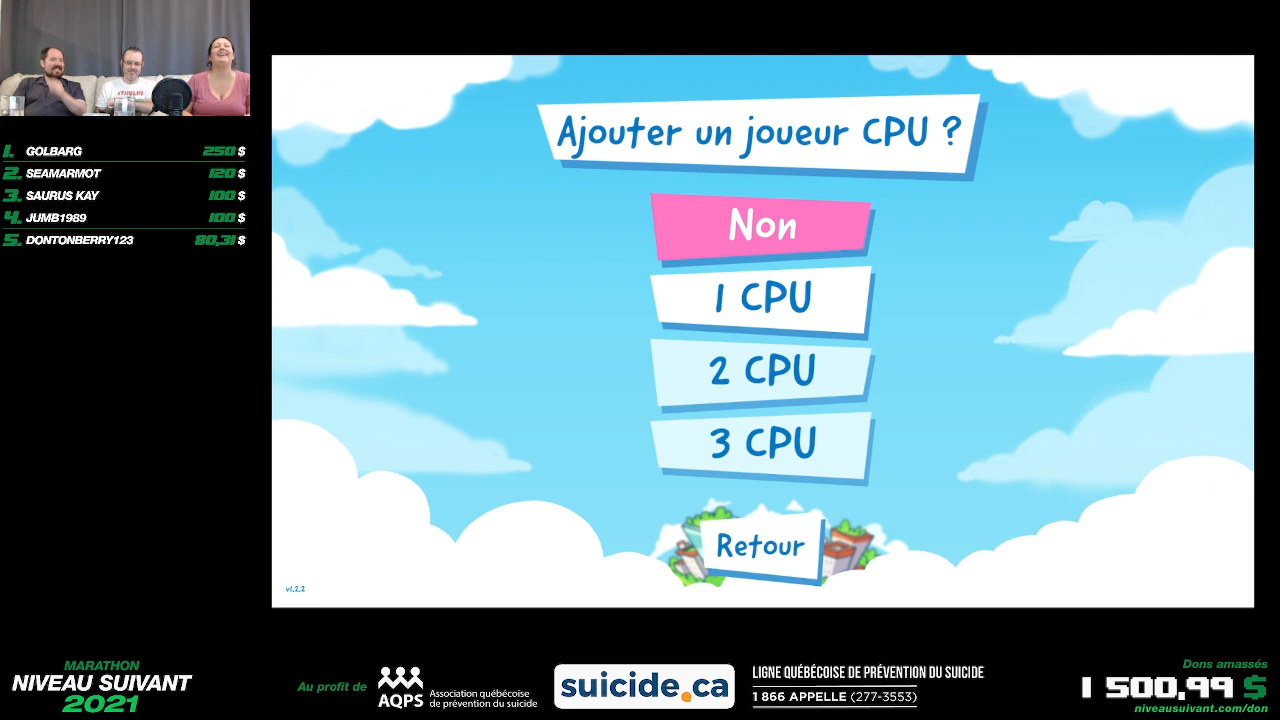 1. GOLBARG 250 $
2. SEAMARMOT 120 $
3. SAURUS KAY 100 $
4. JUMB1989 100 $
5. DONTONBERRY123 80,31 $
Ajouter un joueur CPU ?
Non
1 CPU
2 CPU
3 CPU
Retour
v1.2.2
MARATHON
NIVEAU SUIVANT
2021
Au profit de
AQPS
Association québécoise
de prévention du suicide
suicide.ca
LIGNE QUÉBÉCOISE DE PRÉVENTION DU SUICIDE
1 866 APPELLE (277-3553)
Dons amassés
1 500,99 $
niveausuivant.com/don